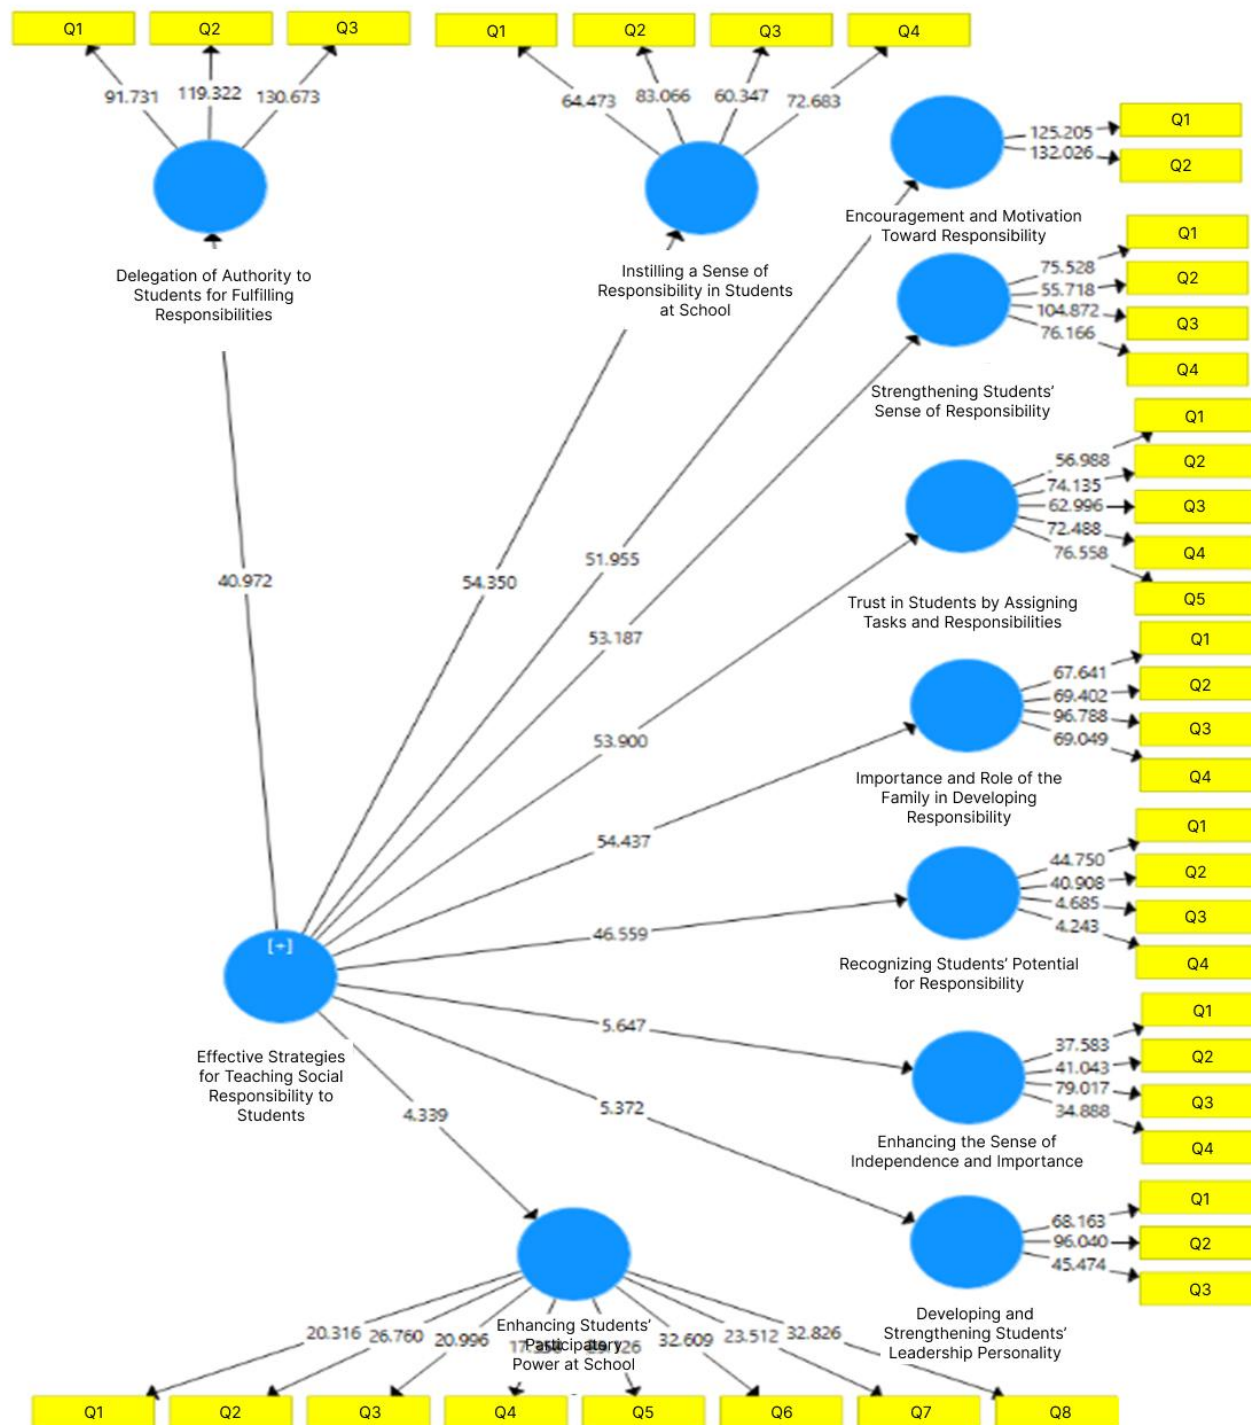 Q1 Q2 Q3
Q1 Q2 Q3 Q4
91.731 119.322 130.673
64.473 83.066 60.347 72.683
Delegation of Authority to
Students for Fulfilling
Responsibilities
Instilling a Sense of
Responsibility in Students
at School
125.205 Q1
132.026 Q2
Encouragement and Motivation
Toward Responsibility
75.528 Q1
55.718 Q2
104.872 Q3
76.166 Q4
Strengthening Students'
Sense of Responsibility
56.988 Q1
74.135 Q2
62.996 Q3
72.488 Q4
76.558 Q5
Trust in Students by Assigning
Tasks and Responsibilities
67.641 Q1
69.402 Q2
96.788 Q3
69.049 Q4
Importance and Role of the
Family in Developing
Responsibility
44.750 Q1
40.908 Q2
4.685 Q3
4.243 Q4
Recognizing Students' Potential
for Responsibility
37.583 Q1
41.043 Q2
79.017 Q3
34.888 Q4
Enhancing the Sense of
Independence and Importance
68.163 Q1
96.040 Q2
45.474 Q3
Developing and
Strengthening Students'
Leadership Personality
40.972
54.350
51.955
53.187
53.900
54.437
46.559
5.647
5.372
4.339
[+]
Effective Strategies
for Teaching Social
Responsibility to
Students
Enhancing Students'
Participatory
Power at School
20.316 26.760 20.996 32.609 23.512 32.826
Q1 Q2 Q3 Q4 Q5 Q6 Q7 Q8